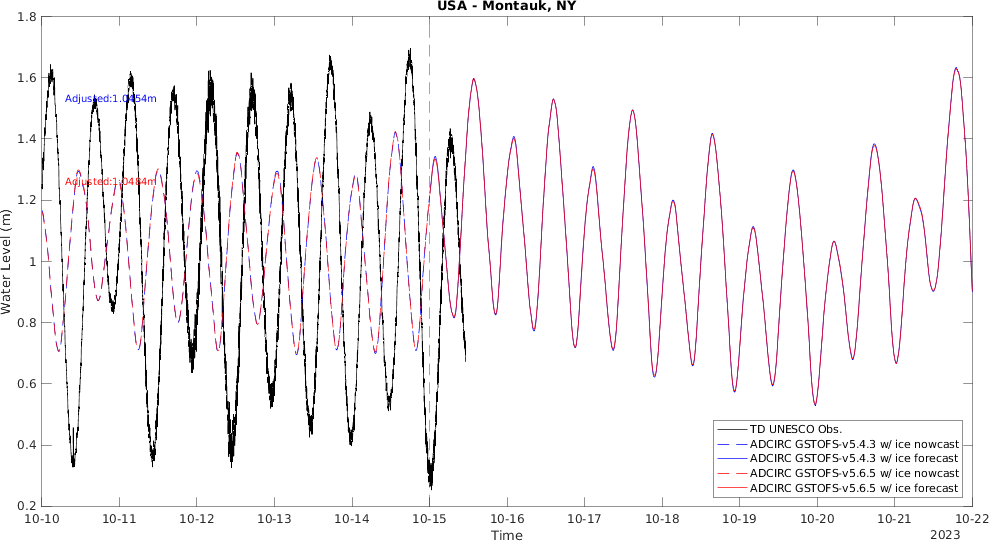 USA - Montauk, NY
1.8
1.6
1.4
1.2
1
0.8
0.6
0.4
0.2
Water Level (m)
Adjusted:1.0454m
Adjusted:1.0484m
TD UNESCO Obs.
ADCIRC GSTOFS-v5.4.3 w/ ice nowcast
ADCIRC GSTOFS-v5.4.3 w/ ice forecast
ADCIRC GSTOFS-v5.6.5 w/ ice nowcast
ADCIRC GSTOFS-v5.6.5 w/ ice forecast
10-10 10-11 10-12 10-13 10-14 10-15 10-16 10-17 10-18 10-19 10-20 10-21 10-22
Time
2023